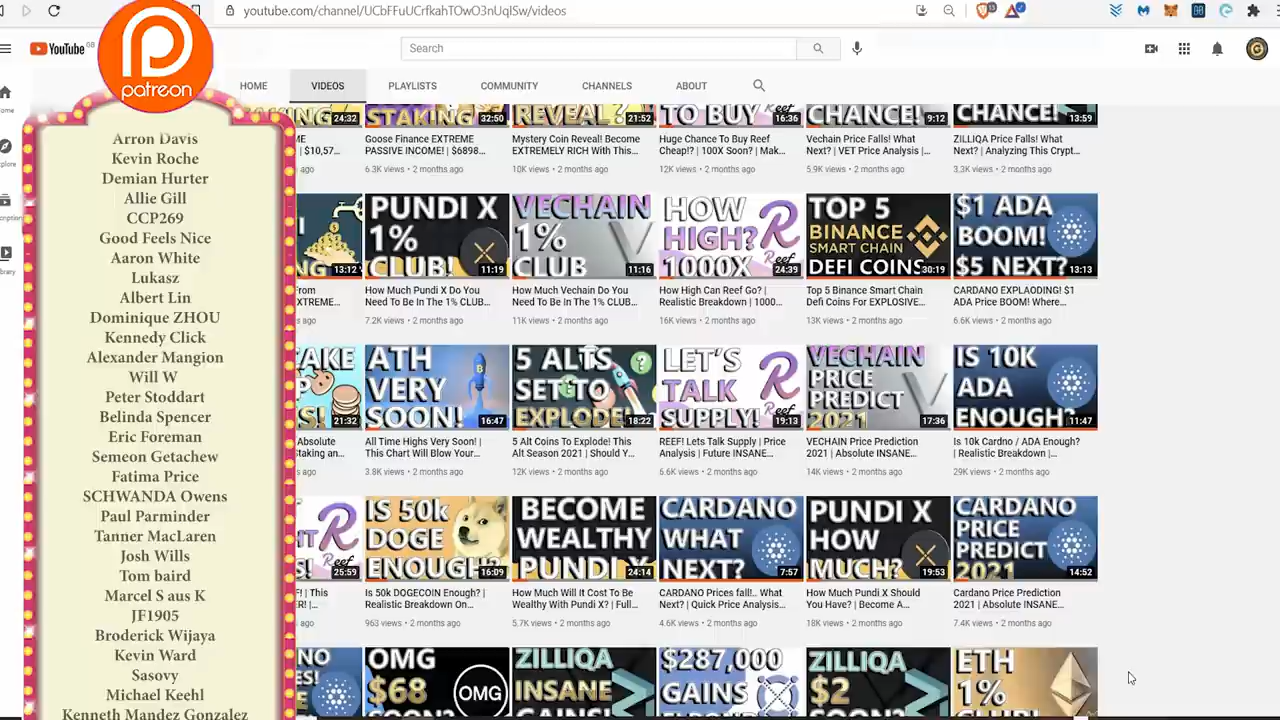 youtube.com/channel/UCbFFuUCrfkahTOwO3nUqISw/videos
YouTube GB
Search
patreon
HOME
VIDEOS
PLAYLISTS
COMMUNITY
CHANNELS
ABOUT
Arron Davis
Kevin Roche
Demian Hurter
Allie Gill
CCP269
Good Feels Nice
Aaron White
Lukasz
Albert Lin
Dominique ZHOU
Kennedy Click
Alexander Mangion
Will W
Peter Stoddart
Belinda Spencer
Eric Foreman
Semeon Getachew
Fatima Price
SCHWANDA Owens
Paul Parminder
Tanner MacLaren
Josh Wills
Tom baird
Marcel S aus K
JF1905
Broderick Wijaya
Kevin Ward
Sasovy
Michael Keehl
Kenneth Mandez Gonzalez
24:32
| $10,57...
ago
STAKING
32:50
Goose Finance EXTREME
PASSIVE INCOME! | $6898...
6.3K views • 2 months ago
REVEAL?
21:52
Mystery Coin Reveal! Become
EXTREMELY RICH With This...
10K views • 2 months ago
TO BUY Reef
16:36
Huge Chance To Buy Reef
Cheap!? | 100X Soon? | Mak...
12K views • 2 months ago
CHANCE!
9:12
Vechain Price Falls! What
Next? | VET Price Analysis |...
5.9K views • 2 months ago
CHANCE!
13:59
ZILLIQA Price Falls! What
Next? | Analyzing This Crypt...
3.3K views • 2 months ago
13:12
ago
PUNDI X
1%
CLUB!
11:19
How Much Pundi X Do You
Need To Be In The 1% CLUB...
7.2K views • 2 months ago
VECHAIN
1%
CLUB
11:16
How Much Vechain Do You
Need To Be In The 1% CLUB...
11K views • 2 months ago
HOW
HIGH?
1000X
Reef
24:39
How High Can Reef Go? |
Realistic Breakdown | 1000...
16K views • 2 months ago
TOP 5
BINANCE
SMART CHAIN
DEFI COINS
30:19
Top 5 Binance Smart Chain
Defi Coins For EXPLOSIVE...
13K views • 2 months ago
$1 ADA
BOOM!
$5 NEXT?
13:13
CARDANO EXPLAODING! $1
ADA Price BOOM! Where...
6.6K views • 2 months ago
21:32
Absolute
ago
ATH
VERY
SOON!
16:47
All Time Highs Very Soon! |
This Chart Will Blow Your...
3.8K views • 2 months ago
5 ALTS
SET TO
EXPLODE!
18:22
5 Alt Coins To Explode! This
Alt Season 2021 | Should Y...
12K views • 2 months ago
LET'S
TALK
SUPPLY!
Reef
19:13
REEF! Lets Talk Supply | Price
Analysis | Future INSANE...
6.6K views • 2 months ago
VECHAIN
PRICE
PREDICT
2021
17:36
VECHAIN Price Prediction
2021 | Absolute INSANE...
14K views • 2 months ago
IS 10K
ADA
ENOUGH?
11:47
Is 10k Cardno / ADA Enough?
| Realistic Breakdown |...
29K views • 2 months ago
Reef
25:59
! | This
ago
IS 50k
DOGE
ENOUGH?
16:09
Is 50k DOGECOIN Enough? |
Realistic Breakdown On...
963 views • 2 months ago
BECOME
WEALTHY
PUNDI X
24:14
How Much Will It Cost To Be
Wealthy With Pundi X? | Full...
5.7K views • 2 months ago
CARDANO
WHAT
NEXT?
7:57
CARDANO Prices fall!.. What
Next? | Quick Price Analysis...
4.6K views • 2 months ago
PUNDI X
HOW
MUCH?
19:53
How Much Pundi X Should
You Have? | Become A...
18K views • 2 months ago
CARDANO
PRICE
PREDICT
2021
14:52
Cardano Price Prediction
2021 | Absolute INSANE...
7.4K views • 2 months ago
OMG
$68
SOON?
OMG
ZILLIQA
INSANE
GAINS!
$287,000
GAINS
ZILLIQA
$2
SOON?
ETH
1%
CLUB!